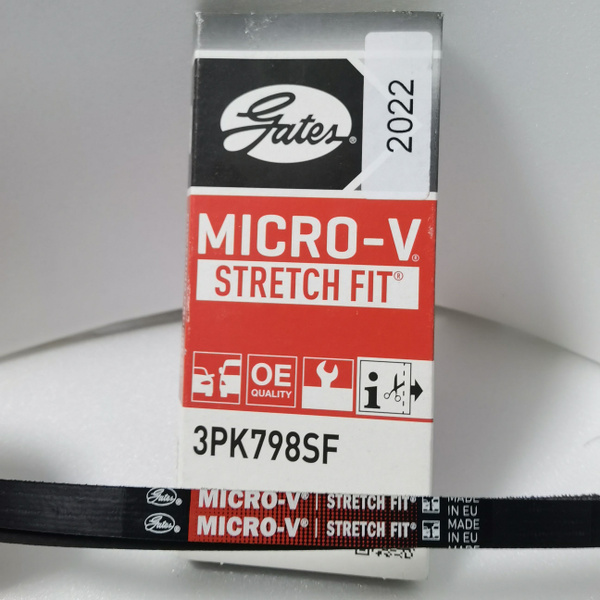 Gates®
2022
MICRO-V®
STRETCH FIT®
OE
QUALITY
i
3PK798SF
Gates® MICRO-V® | STRETCH FIT® MADE
IN EU
Gates® MICRO-V® | STRETCH FIT® MADE
IN EU
MADE